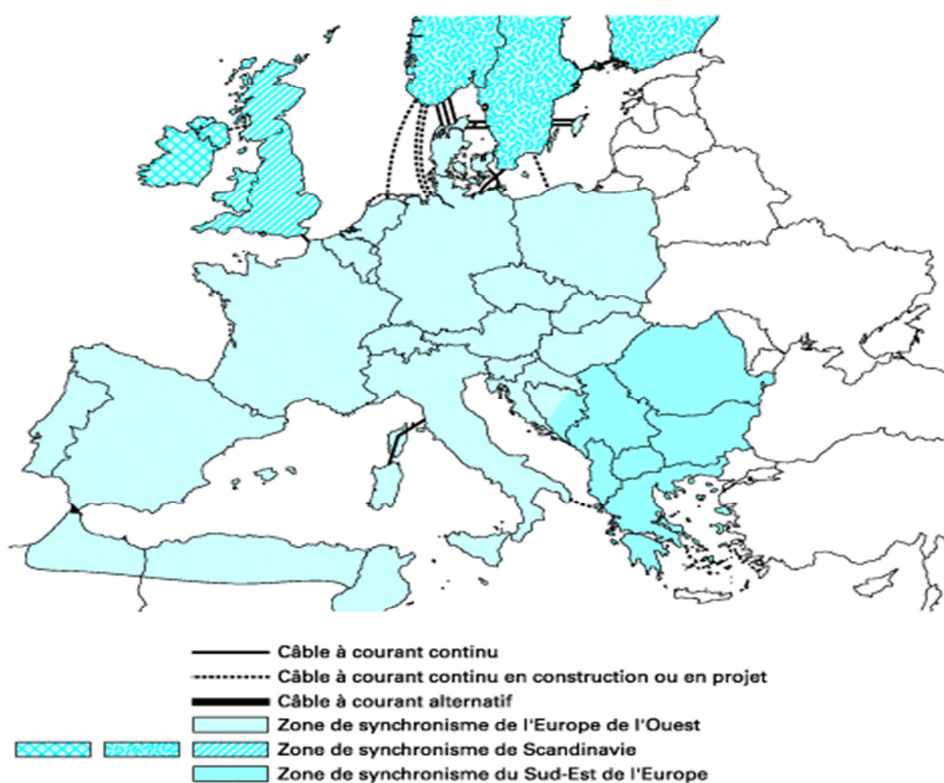 Câble à courant continu
Câble à courant continu en construction ou en projet
Câble à courant alternatif
Zone de synchronisme de l'Europe de l'Ouest
Zone de synchronisme de Scandinavie
Zone de synchronisme du Sud-Est de l'Europe